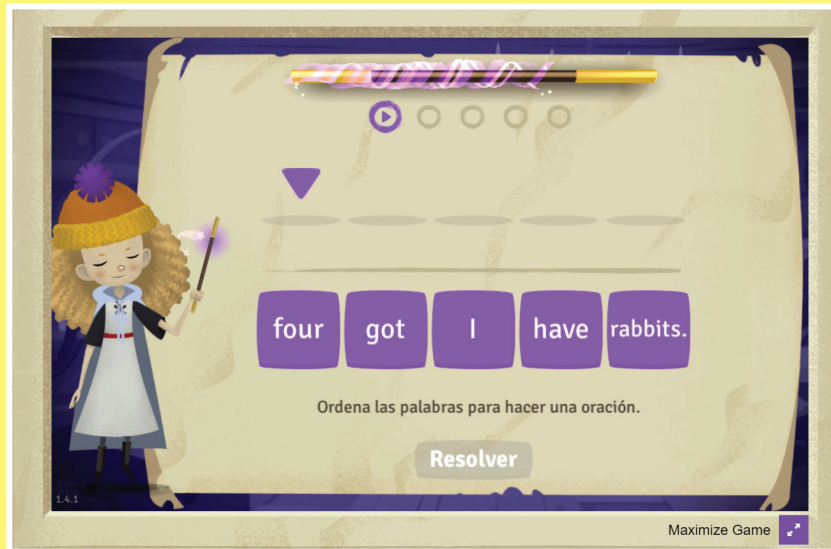 four got I have rabbits.
Ordena las palabras para hacer una oración.
Resolver
1.4.1
Maximize Game